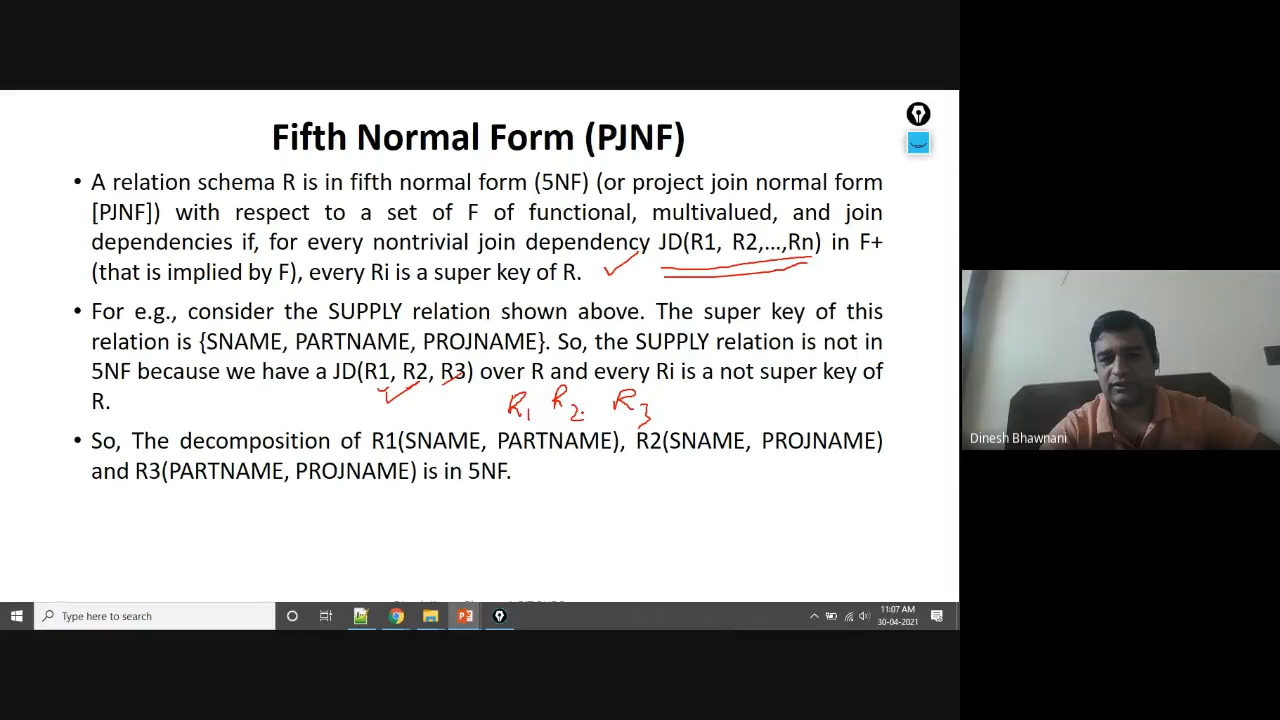 Fifth Normal Form (PJNF)
• A relation schema R is in fifth normal form (5NF) (or project join normal form
[PJNF]) with respect to a set of F of functional, multivalued, and join
dependencies if, for every nontrivial join dependency JD(R1, R2,...,Rn) in F+
(that is implied by F), every Ri is a super key of R.
• For e.g., consider the SUPPLY relation shown above. The super key of this
relation is {SNAME, PARTNAME, PROJNAME}. So, the SUPPLY relation is not in
5NF because we have a JD(R1, R2, R3) over R and every Ri is a not super key of
R.
R1 R2 R3
• So, The decomposition of R1(SNAME, PARTNAME), R2(SNAME, PROJNAME)
and R3(PARTNAME, PROJNAME) is in 5NF.
Dinesh Bhawnani
Type here to search
11:07 AM
30-04-2021